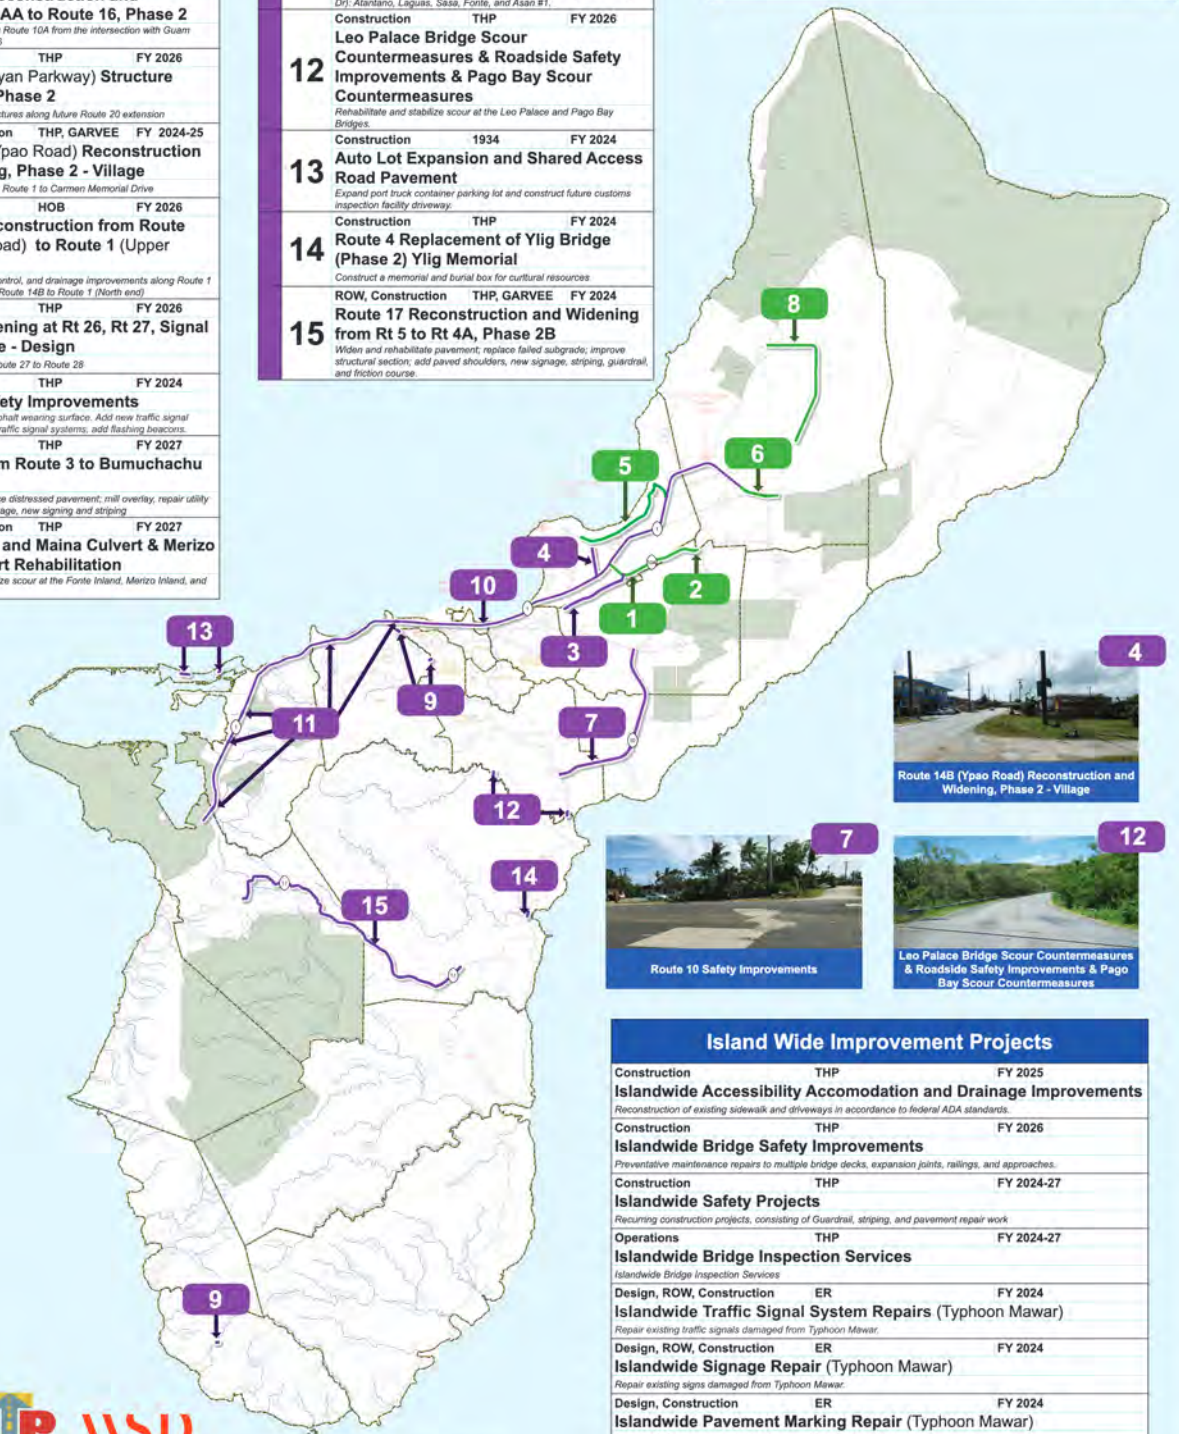 AA to Route 16, Phase 2
Route 10A from the intersection with Guam
THP FY 2026
yan Parkway) Structure
Phase 2
ctures along future Route 20 extension
on THP, GARVEE FY 2024-25
Ypao Road) Reconstruction
g, Phase 2 - Village
Route 1 to Carmen Memorial Drive
HOB FY 2026
construction from Route
oad) to Route 1 (Upper
ontrol, and drainage improvements along Route 1
Route 14B to Route 1 (North end)
THP FY 2026
ening at Rt 26, Rt 27, Signal
e - Design
oute 27 to Route 28
THP FY 2024
ety Improvements
phalt wearing surface. Add new traffic signal
raffic signal systems; add flashing beacons.
THP FY 2027
m Route 3 to Bumuchachu
e distressed pavement; mill overlay, repair utility
age, new signing and striping
on THP FY 2027
and Maina Culvert & Merizo
rt Rehabilitation
ze scour at the Fonte Inland, Merizo Inland, and
Dr): Atantano, Laguas, Sasa, Fonte, and Asan #1.
Construction THP FY 2026
12
Leo Palace Bridge Scour
Countermeasures & Roadside Safety
Improvements & Pago Bay Scour
Countermeasures
Rehabilitate and stabilize scour at the Leo Palace and Pago Bay
Bridges.
Construction 1934 FY 2024
13
Auto Lot Expansion and Shared Access
Road Pavement
Expand port truck container parking lot and construct future customs
inspection facility driveway.
Construction THP FY 2024
14
Route 4 Replacement of Ylig Bridge
(Phase 2) Ylig Memorial
Construct a memorial and burial box for curltural resources
ROW, Construction THP, GARVEE FY 2024
15
Route 17 Reconstruction and Widening
from Rt 5 to Rt 4A, Phase 2B
Widen and rehabilitate pavement; replace failed subgrade; improve
structural section; add paved shoulders, new signage, striping, guardrail,
and friction course.
8
6
5
4
10
2
1
3
13
9
11
7
12
14
15
9
4
Route 14B (Ypao Road) Reconstruction and
Widening, Phase 2 - Village
7
Route 10 Safety Improvements
12
Leo Palace Bridge Scour Countermeasures
& Roadside Safety Improvements & Pago
Bay Scour Countermeasures
Island Wide Improvement Projects
Construction THP FY 2025
Islandwide Accessibility Accomodation and Drainage Improvements
Reconstruction of existing sidewalk and driveways in accordance to federal ADA standards.
Construction THP FY 2026
Islandwide Bridge Safety Improvements
Preventative maintenance repairs to multiple bridge decks, expansion joints, railings, and approaches.
Construction THP FY 2024-27
Islandwide Safety Projects
Recurring construction projects, consisting of Guardrail, striping, and pavement repair work
Operations THP FY 2024-27
Islandwide Bridge Inspection Services
Islandwide Bridge Inspection Services
Design, ROW, Construction ER FY 2024
Islandwide Traffic Signal System Repairs (Typhoon Mawar)
Repair existing traffic signals damaged from Typhoon Mawar.
Design, ROW, Construction ER FY 2024
Islandwide Signage Repair (Typhoon Mawar)
Repair existing signs damaged from Typhoon Mawar.
Design, Construction ER FY 2024
Islandwide Pavement Marking Repair (Typhoon Mawar)